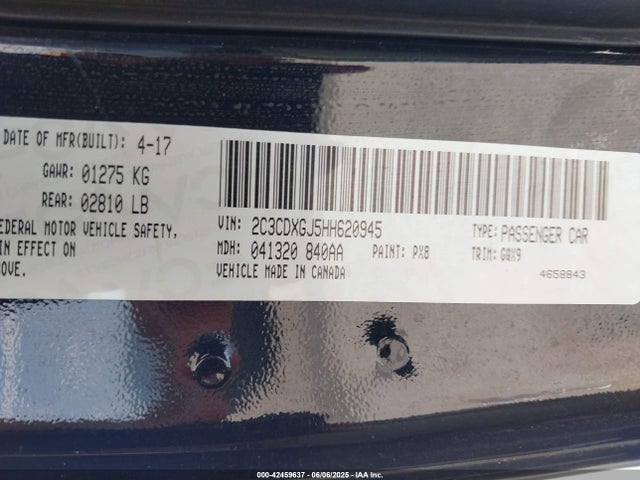 DATE OF MFR(BUILT): 4-17
GAWR: 01275 KG
REAR: 02810 LB
FEDERAL MOTOR VEHICLE SAFETY,
IN EFFECT ON
OVE.
VIN: 2C3CDXGJ5HH620945
TYPE: PASSENGER CAR
MDH: 041320 840AA
PAINT: PX8
TRIM: GQX9
VEHICLE MADE IN CANADA
4658843
000-42459637 - 06/06/2025 - IAA Inc.